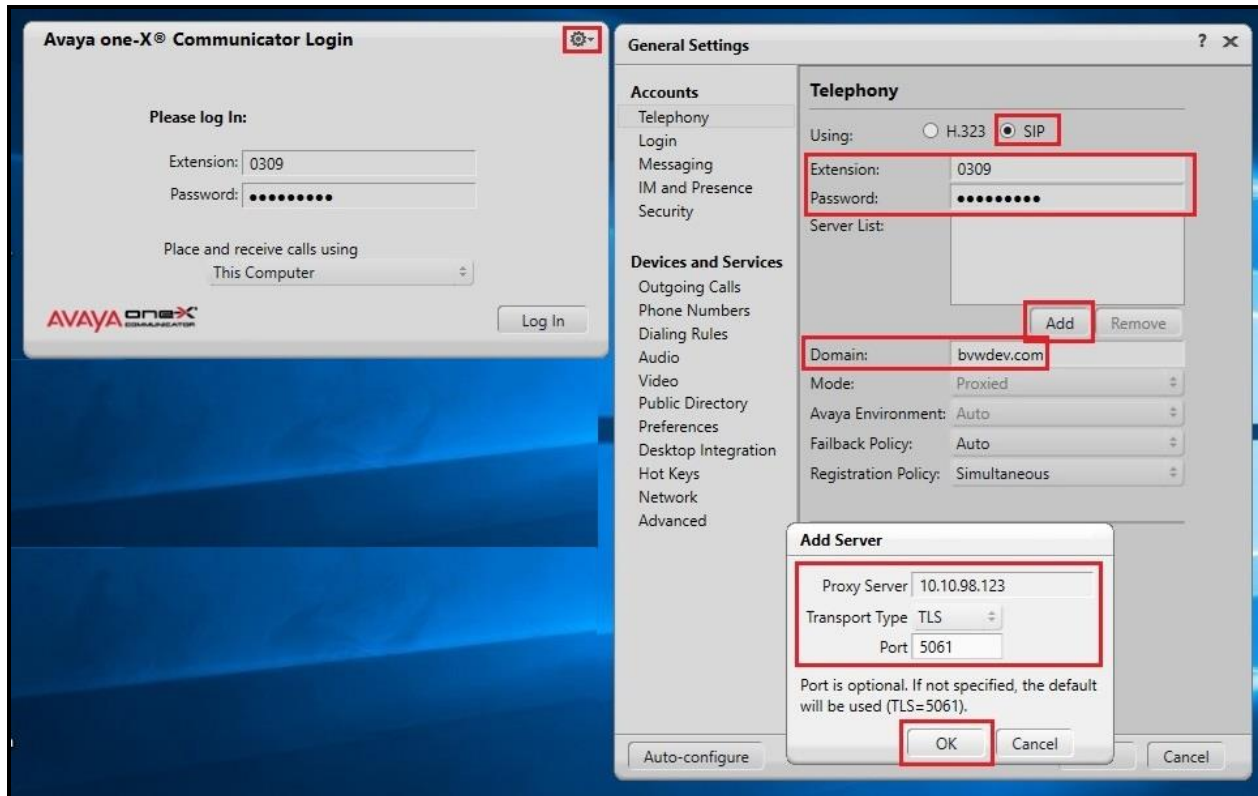 Avaya one-X® Communicator Login
Please log In:
Extension: 0309
Password: •••••••••
Place and receive calls using
This Computer
AVAYA one-X COMMUNICATOR
Log In
General Settings
? ×
Accounts
Telephony
Login
Messaging
IM and Presence
Security
Devices and Services
Outgoing Calls
Phone Numbers
Dialing Rules
Audio
Video
Public Directory
Preferences
Desktop Integration
Hot Keys
Network
Advanced
Telephony
Using: H.323 SIP
Extension: 0309
Password: •••••••••
Server List:
Add Remove
Domain: bvwdev.com
Mode: Proxied
Avaya Environment: Auto
Failback Policy: Auto
Registration Policy: Simultaneous
Add Server
Proxy Server 10.10.98.123
Transport Type TLS
Port 5061
Port is optional. If not specified, the default
will be used (TLS=5061).
OK Cancel
Auto-configure
Cancel